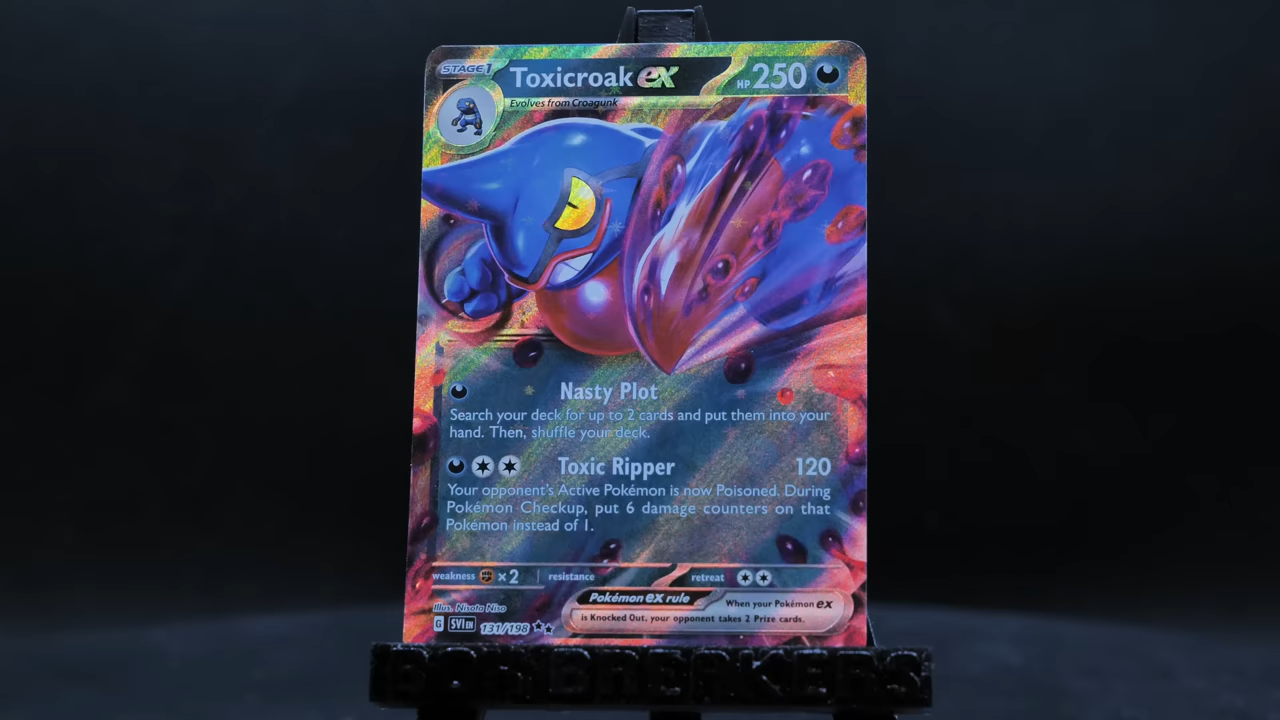 STAGE1
Toxicroak ex
HP 250
Evolves from Croagunk
Nasty Plot
Search your deck for up to 2 cards and put them into your
hand. Then, shuffle your deck.
Toxic Ripper 120
Your opponent's Active Pokémon is now Poisoned. During
Pokémon Checkup, put 6 damage counters on that
Pokémon instead of 1.
weakness ×2 resistance retreat
Pokémon ex rule
When your Pokémon ex
is Knocked Out, your opponent takes 2 Prize cards.
Illus. Nisota Niso
G SVI EN 131/198
BREAKERS